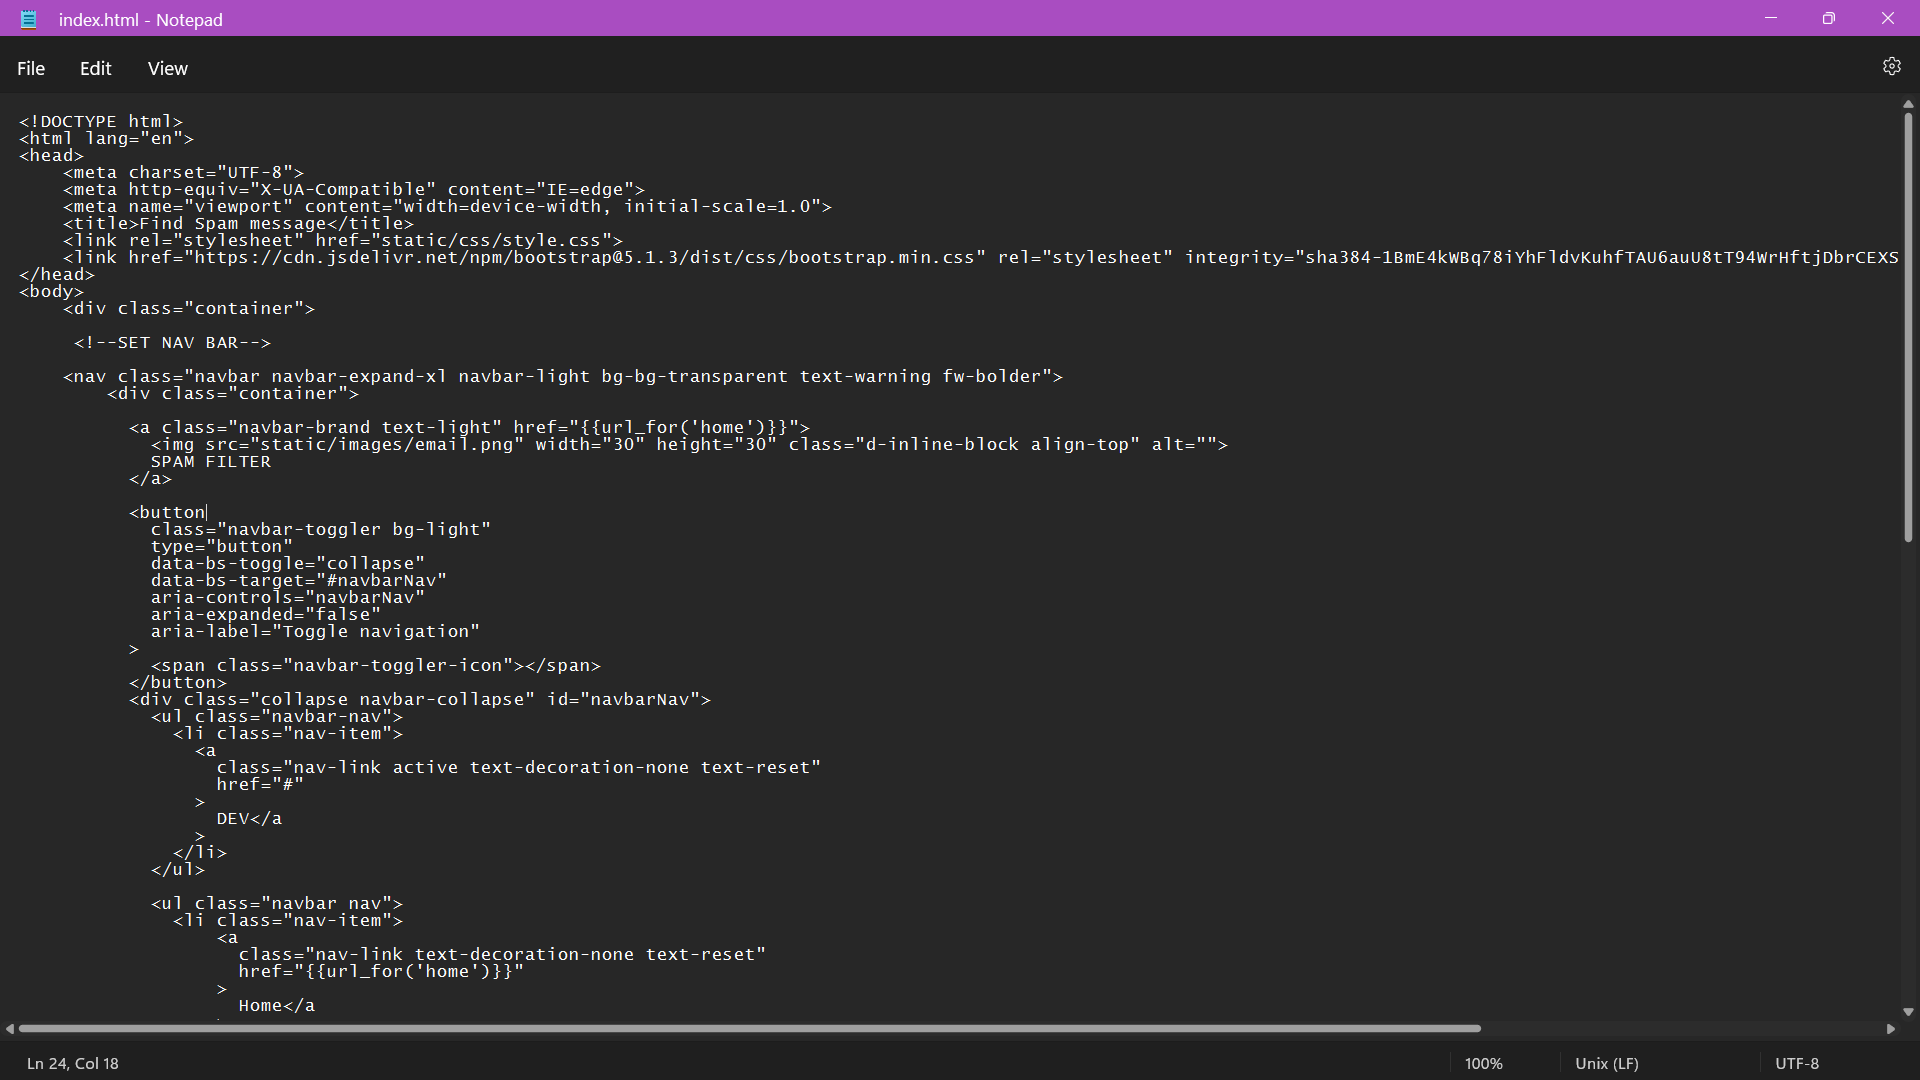 index.html - Notepad
File Edit View
<!DOCTYPE html>
<html lang="en">
<head>
    <meta charset="UTF-8">
    <meta http-equiv="X-UA-Compatible" content="IE=edge">
    <meta name="viewport" content="width=device-width, initial-scale=1.0">
    <title>Find Spam message</title>
    <link rel="stylesheet" href="static/css/style.css">
    <link href="https://cdn.jsdelivr.net/npm/bootstrap@5.1.3/dist/css/bootstrap.min.css" rel="stylesheet" integrity="sha384-1BmE4kWBq78iYhFldvKuhfTAU6auU8tT94WrHftjDbrCEXS
</head>
<body>
    <div class="container">
     <!--SET NAV BAR-->
    <nav class="navbar navbar-expand-xl navbar-light bg-bg-transparent text-warning fw-bolder">
        <div class="container">
          <a class="navbar-brand text-light" href="{{url_for('home')}}">
            <img src="static/images/email.png" width="30" height="30" class="d-inline-block align-top" alt="">
            SPAM FILTER
          </a>
          <button
            class="navbar-toggler bg-light"
            type="button"
            data-bs-toggle="collapse"
            data-bs-target="#navbarNav"
            aria-controls="navbarNav"
            aria-expanded="false"
            aria-label="Toggle navigation"
          >
            <span class="navbar-toggler-icon"></span>
          </button>
          <div class="collapse navbar-collapse" id="navbarNav">
            <ul class="navbar-nav">
              <li class="nav-item">
                <a
                  class="nav-link active text-decoration-none text-reset"
                  href="#"
                >
                  DEV</a
                >
              </li>
            </ul>
            <ul class="navbar nav">
              <li class="nav-item">
                  <a
                    class="nav-link text-decoration-none text-reset"
                    href="{{url_for('home')}}"
                  >
                    Home</a
Ln 24, Col 18 100% Unix (LF) UTF-8